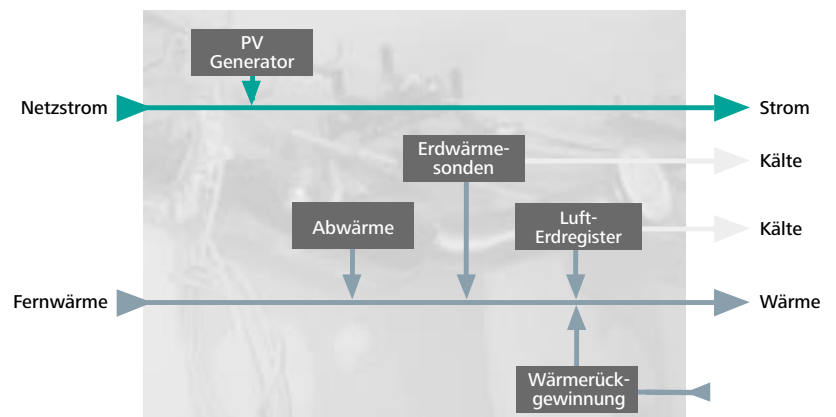 PV
Generator
Netzstrom
Strom
Erdwärme-
sonden
Kälte
Abwärme
Luft-
Erdregister
Kälte
Fernwärme
Wärme
Wärmerück-
gewinnung